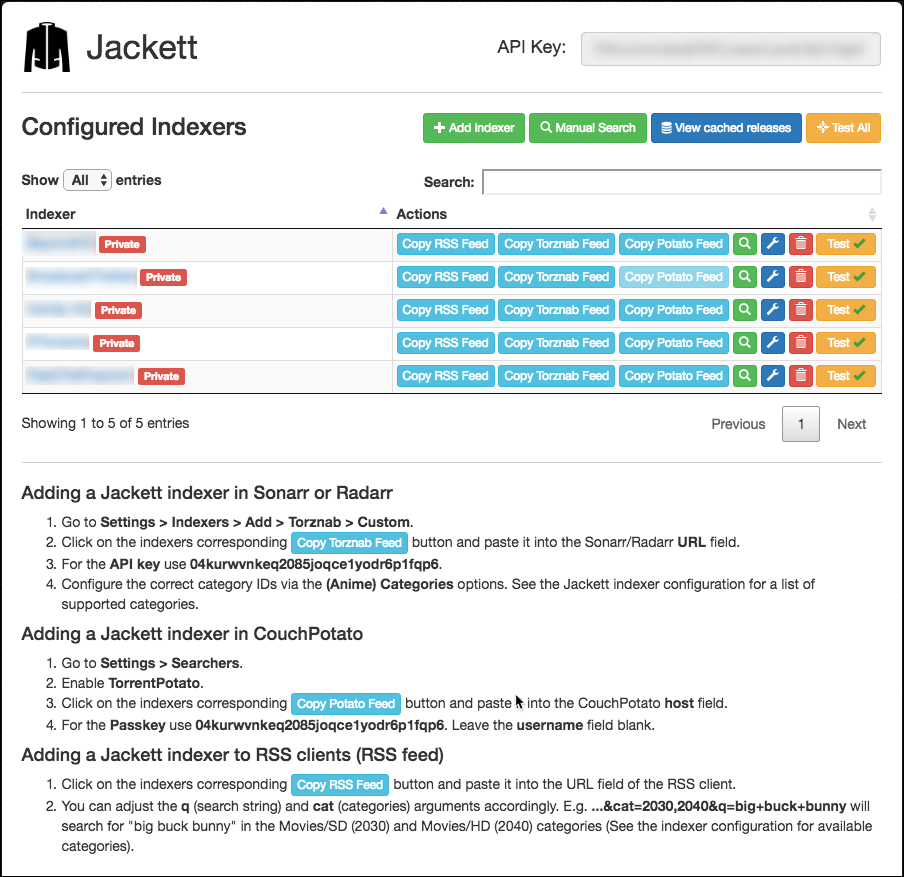 Jackett API Key:
Configured Indexers Add indexer Manual Search View cached releases Test All
Show All entries Search:
Indexer Actions
Private Copy RSS Feed Copy Torznab Feed Copy Potato Feed Test
Private Copy RSS Feed Copy Torznab Feed Copy Potato Feed Test
Private Copy RSS Feed Copy Torznab Feed Copy Potato Feed Test
Private Copy RSS Feed Copy Torznab Feed Copy Potato Feed Test
Private Copy RSS Feed Copy Torznab Feed Copy Potato Feed Test
Showing 1 to 5 of 5 entries Previous 1 Next
Adding a Jackett indexer in Sonarr or Radarr
1. Go to Settings > Indexers > Add > Torznab > Custom.
2. Click on the indexers corresponding Copy Torznab Feed button and paste it into the Sonarr/Radarr URL field.
3. For the API key use 04kurwvnkeq2085joqce1yodr6p1fqp6.
4. Configure the correct category IDs via the (Anime) Categories options. See the Jackett indexer configuration for a list of
supported categories.
Adding a Jackett indexer in CouchPotato
1. Go to Settings > Searchers.
2. Enable TorrentPotato.
3. Click on the indexers corresponding Copy Potato Feed button and paste it into the CouchPotato host field.
4. For the Passkey use 04kurwvnkeq2085joqce1yodr6p1fqp6. Leave the username field blank.
Adding a Jackett indexer to RSS clients (RSS feed)
1. Click on the indexers corresponding Copy RSS Feed button and paste it into the URL field of the RSS client.
2. You can adjust the q (search string) and cat (categories) arguments accordingly. E.g. ...&cat=2030,2040&q=big+buck+bunny will
search for "big buck bunny" in the Movies/SD (2030) and Movies/HD (2040) categories (See the indexer configuration for available
categories).